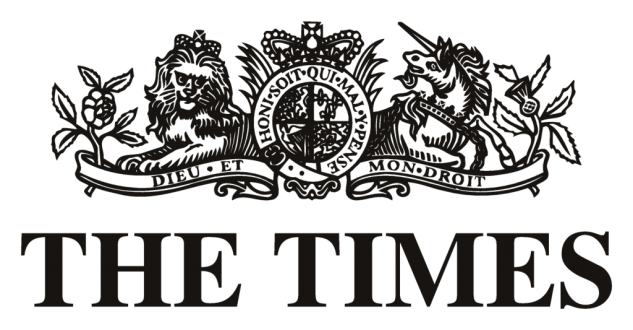 HONI·SOIT·QUI·MAL·Y·PENSE
DIEU·ET MON·DROIT
THE TIMES